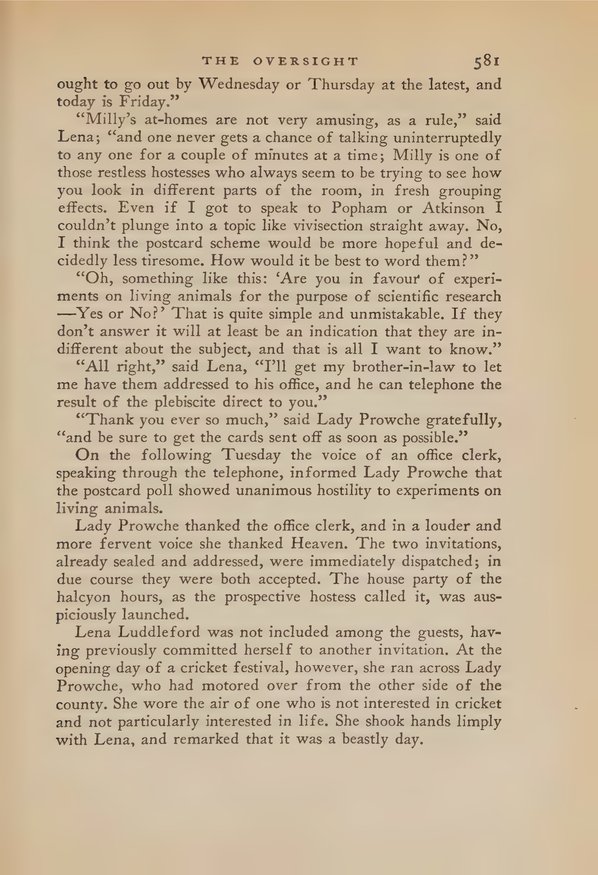 THE OVERSIGHT 581
ought to go out by Wednesday or Thursday at the latest, and
today is Friday.”
“Milly’s at-homes are not very amusing, as a rule,” said
Lena; “and one never gets a chance of talking uninterruptedly
to any one for a couple of minutes at a time; Milly is one of
those restless hostesses who always seem to be trying to see how
you look in different parts of the room, in fresh grouping
effects. Even if I got to speak to Popham or Atkinson I
couldn’t plunge into a topic like vivisection straight away. No,
I think the postcard scheme would be more hopeful and de-
cidedly less tiresome. How would it be best to word them?”
“Oh, something like this: ‘Are you in favour of experi-
ments on living animals for the purpose of scientific research
—Yes or No?’ That is quite simple and unmistakable. If they
don’t answer it will at least be an indication that they are in-
different about the subject, and that is all I want to know.”
“All right,” said Lena, “I’ll get my brother-in-law to let
me have them addressed to his office, and he can telephone the
result of the plebiscite direct to you.”
“Thank you ever so much,” said Lady Prowche gratefully,
“and be sure to get the cards sent off as soon as possible.”
On the following Tuesday the voice of an office clerk,
speaking through the telephone, informed Lady Prowche that
the postcard poll showed unanimous hostility to experiments on
living animals.
Lady Prowche thanked the office clerk, and in a louder and
more fervent voice she thanked Heaven. The two invitations,
already sealed and addressed, were immediately dispatched; in
due course they were both accepted. The house party of the
halcyon hours, as the prospective hostess called it, was aus-
piciously launched.
Lena Luddleford was not included among the guests, hav-
ing previously committed herself to another invitation. At the
opening day of a cricket festival, however, she ran across Lady
Prowche, who had motored over from the other side of the
county. She wore the air of one who is not interested in cricket
and not particularly interested in life. She shook hands limply
with Lena, and remarked that it was a beastly day.